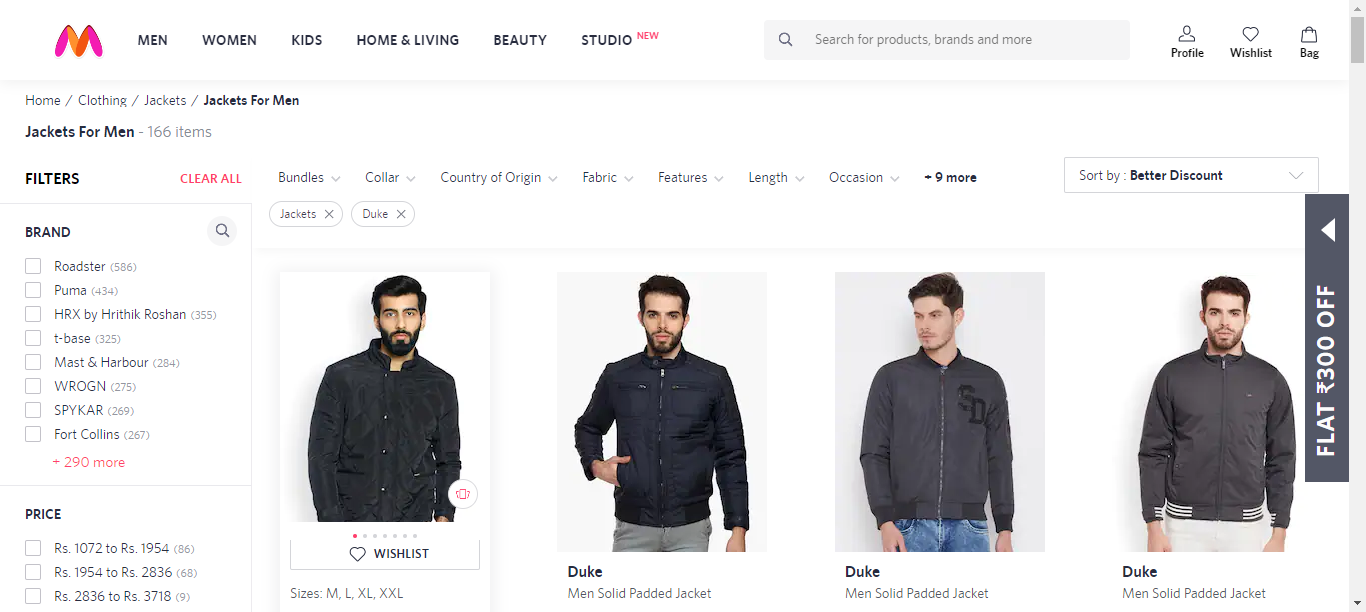 MEN WOMEN KIDS HOME & LIVING BEAUTY STUDIO NEW
Search for products, brands and more
Profile Wishlist Bag
Home / Clothing / Jackets / Jackets For Men
Jackets For Men - 166 items
FILTERS CLEAR ALL
Bundles Collar Country of Origin Fabric Features Length Occasion + 9 more
Sort by : Better Discount
Jackets Duke
BRAND
Roadster (586)
Puma (434)
HRX by Hrithik Roshan (355)
t-base (325)
Mast & Harbour (284)
WROGN (275)
SPYKAR (269)
Fort Collins (267)
+ 290 more
PRICE
Rs. 1072 to Rs. 1954 (86)
Rs. 1954 to Rs. 2836 (68)
Rs. 2836 to Rs. 3718 (9)
SD
WISHLIST
Sizes: M, L, XL, XXL
Duke
Men Solid Padded Jacket
Duke
Men Solid Padded Jacket
Duke
Men Solid Padded Jacket
FLAT ₹300 OFF